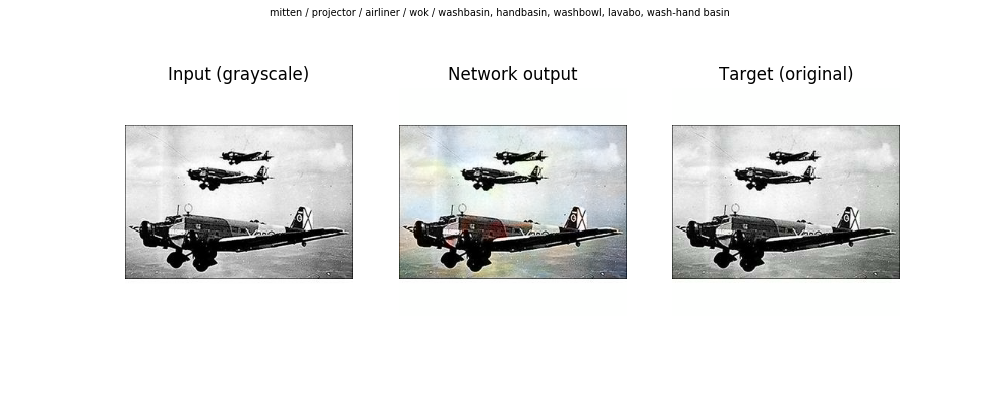 mitten / projector / airliner / wok / washbasin, handbasin, washbowl, lavabo, wash-hand basin
Input (grayscale)
Network output
Target (original)